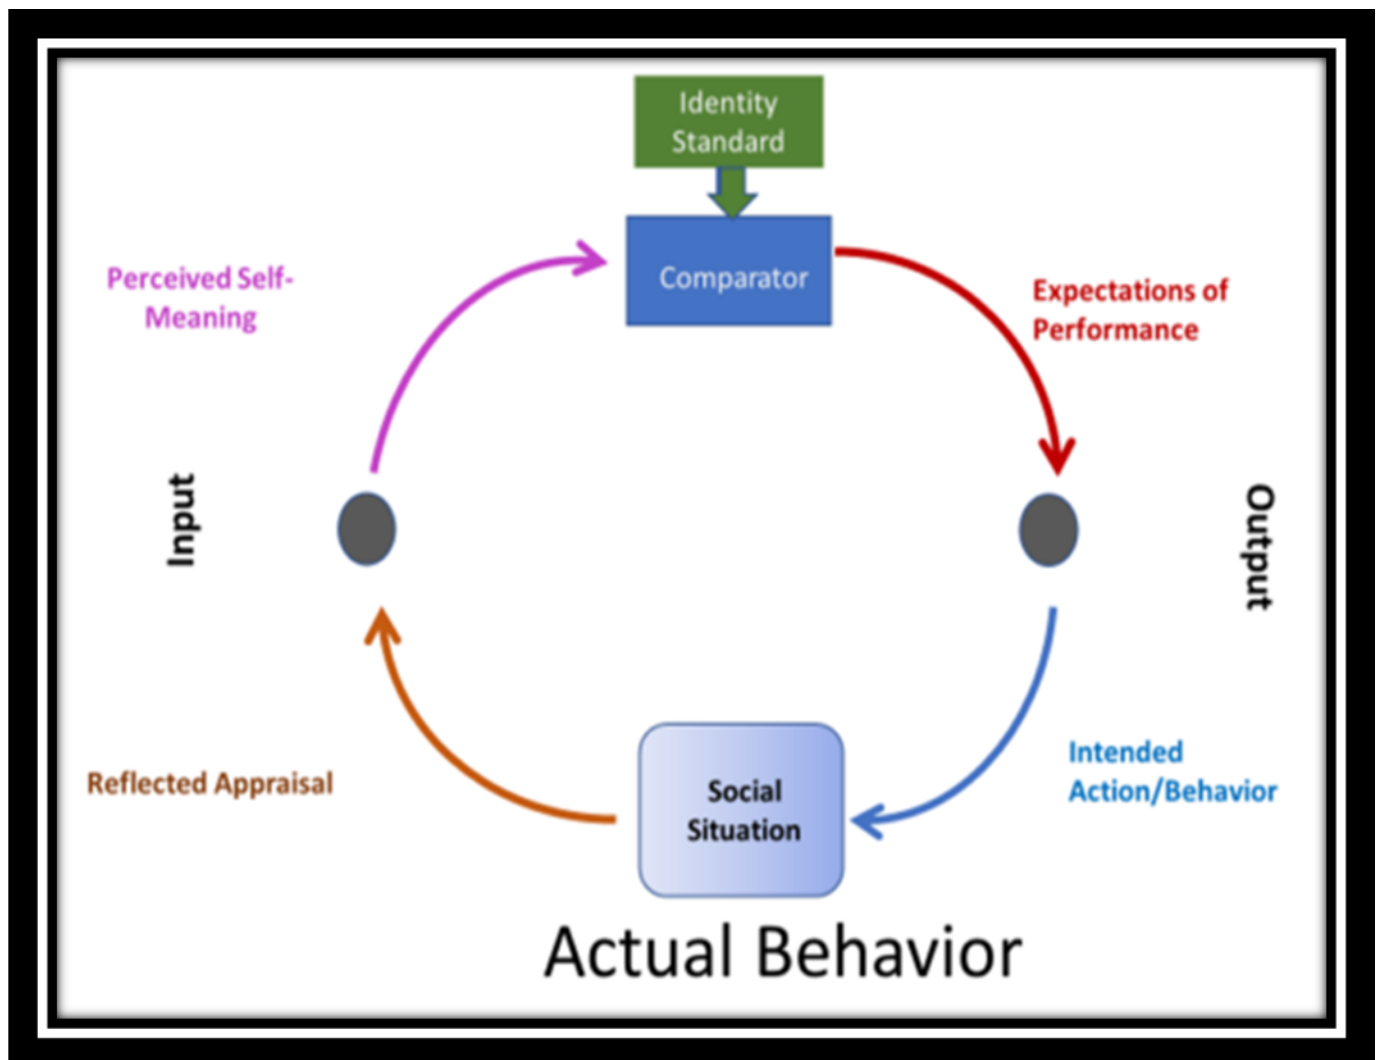 Identity
Standard
Comparator
Perceived Self-
Meaning
Expectations of
Performance
Input
Output
Reflected Appraisal
Social
Situation
Intended
Action/Behavior
Actual Behavior